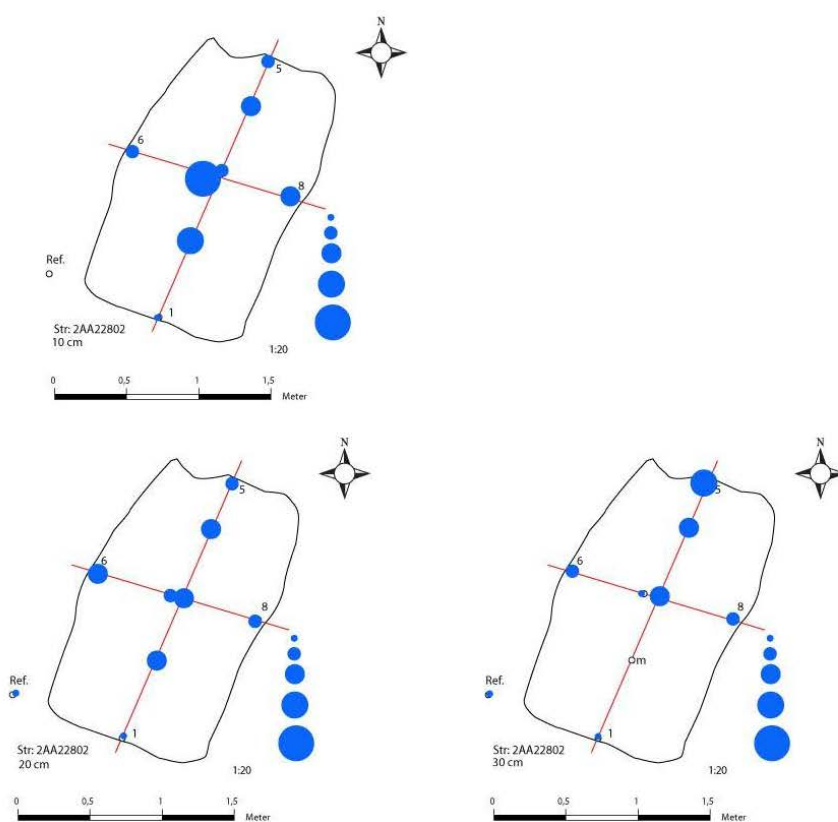 N
5
6
8
Ref.
1
Str: 2AA22802
10 cm
1:20
0 0,5 1 1,5
Meter
N
5
6
8
Ref.
1
Str: 2AA22802
20 cm
1:20
0 0,5 1 1,5
Meter
N
5
6
8
m
Ref.
1
Str: 2AA22802
30 cm
1:20
0 0,5 1 1,5
Meter